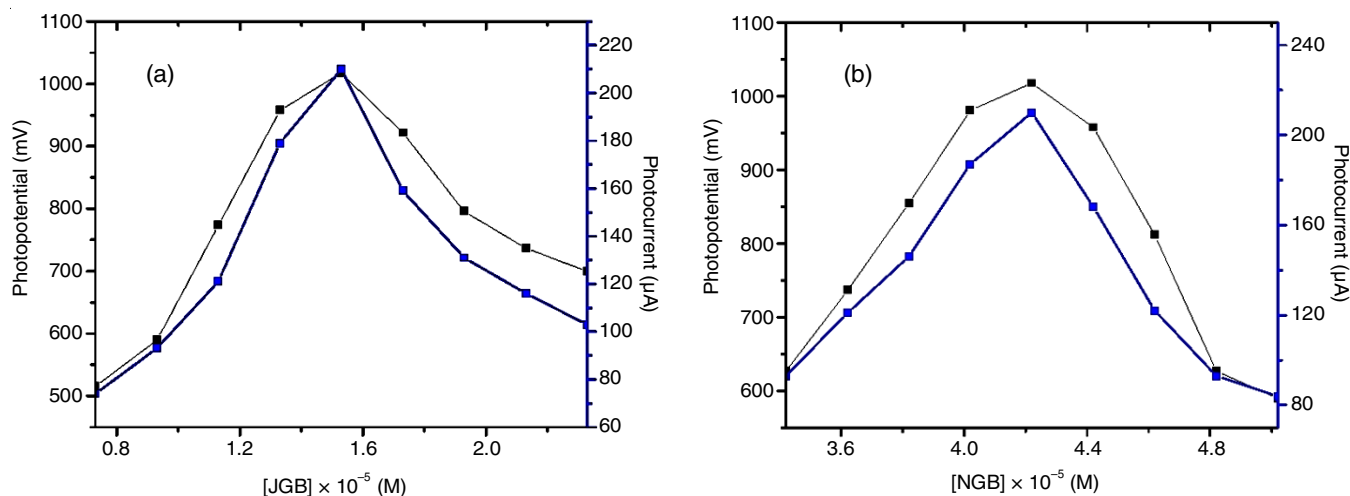 (a)
Photopotential (mV)
1100
1000
900
800
700
600
500
220
200
180
160
140
120
100
80
60
Photocurrent (µA)
0.8 1.2 1.6 2.0
[JGB] × 10⁻⁵ (M)
(b)
Photopotential (mV)
1100
1000
900
800
700
600
240
200
160
120
80
Photocurrent (µA)
3.6 4.0 4.4 4.8
[NGB] × 10⁻⁵ (M)